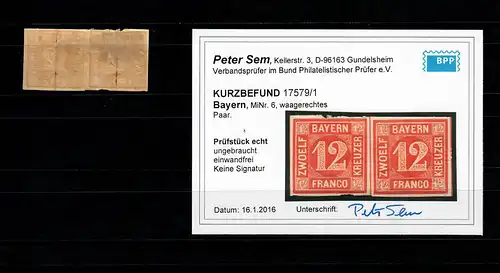 Peter Sem, Kellerstr. 3, D-96163 Gundelsheim
Verbandsprüfer im Bund Philatelistischer Prüfer e.V.
BPP
KURZBEFUND 17579/1
Bayern, MiNr. 6, waagerechtes
Paar.
Prüfstück echt
ungebraucht
einwandfrei
Keine Signatur
BAYERN BAYERN
ZWOELF 12 KREUZER ZWOELF 12 KREUZER
FRANCO FRANCO
Datum: 16.1.2016 Unterschrift: Peter Sem